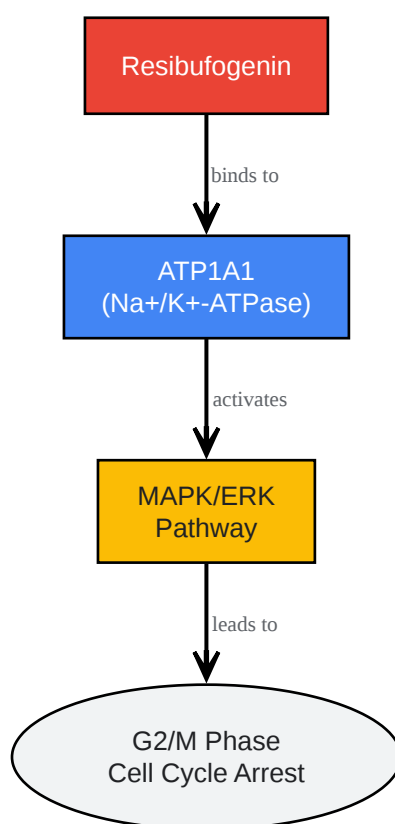 Resibufogenin
binds to
ATP1A1
(Na+/K+-ATPase)
activates
MAPK/ERK
Pathway
leads to
G2/M Phase
Cell Cycle Arrest